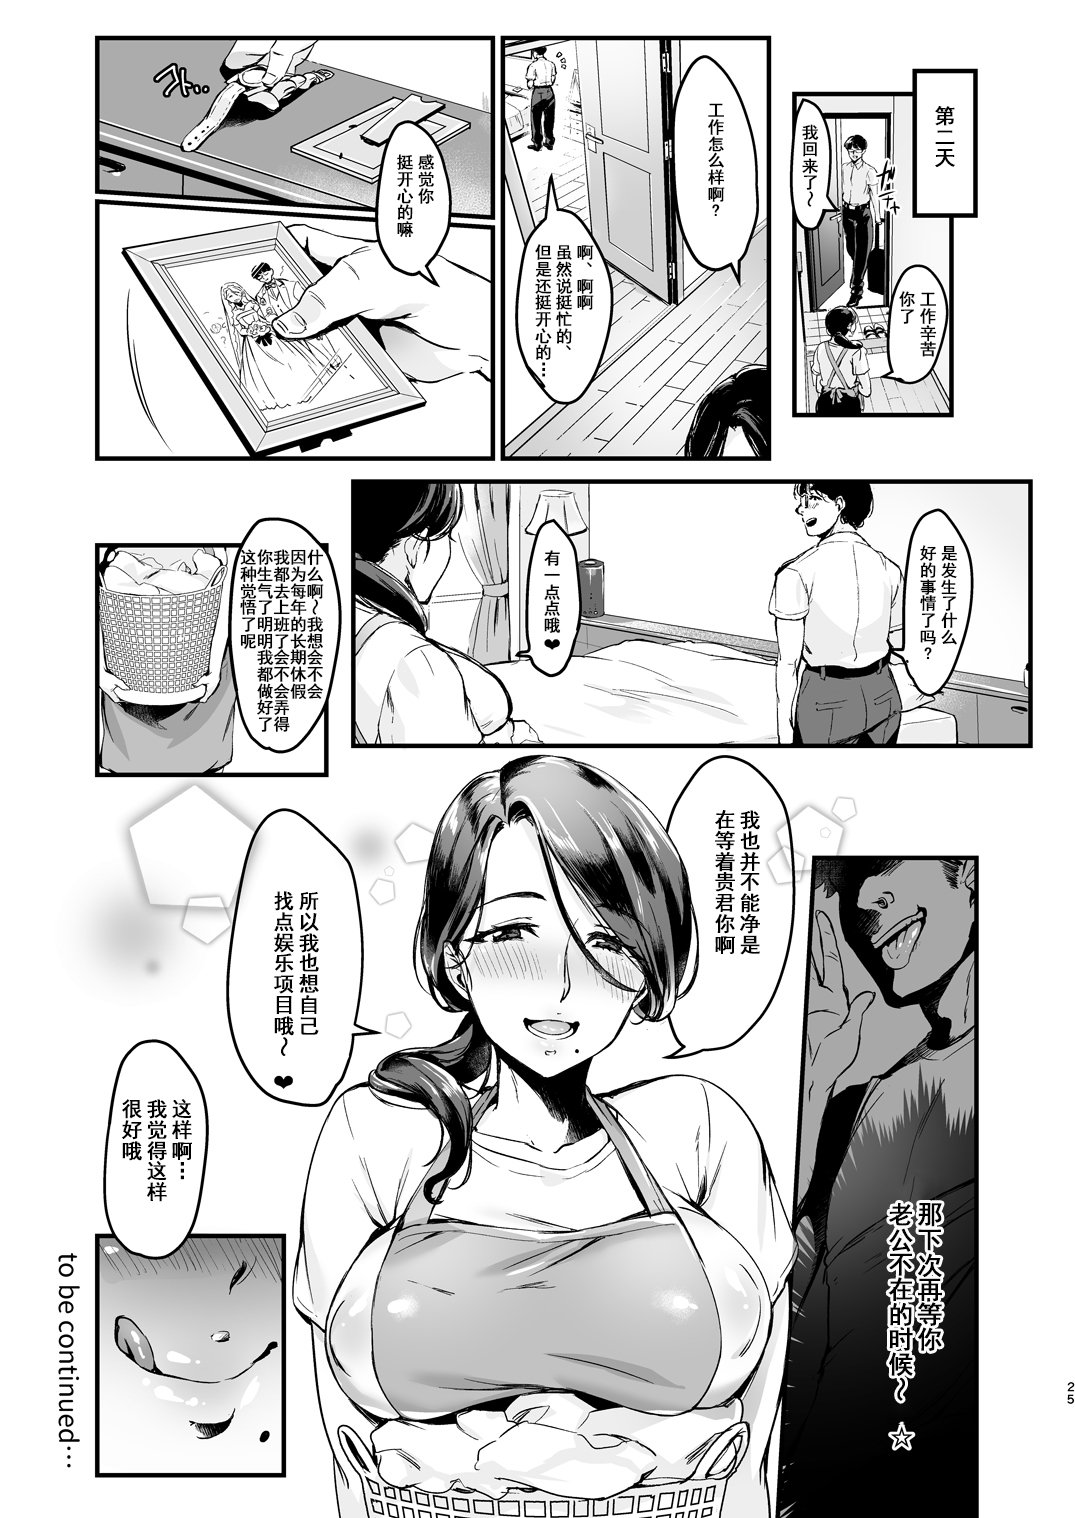 第二天
我回来了～
工作辛苦
你了
工作怎么样啊？
啊、啊啊
虽然说挺忙的、
但是还挺开心的…
感觉你
挺开心的嘛
是发生了什么
好的事情了吗？
有一点点哦❤
什么啊～我想会不会
因为每年的长期休假
我都去上班了会不会弄得
你生气了明明我都做好了
这种觉悟了呢
我也并不能净是
在等着贵君你啊
所以我也想自己
找点娱乐项目哦～❤
那下次再等你
老公不在的时候～☆
这样啊…
我觉得这样
很好哦
to be continued…
25